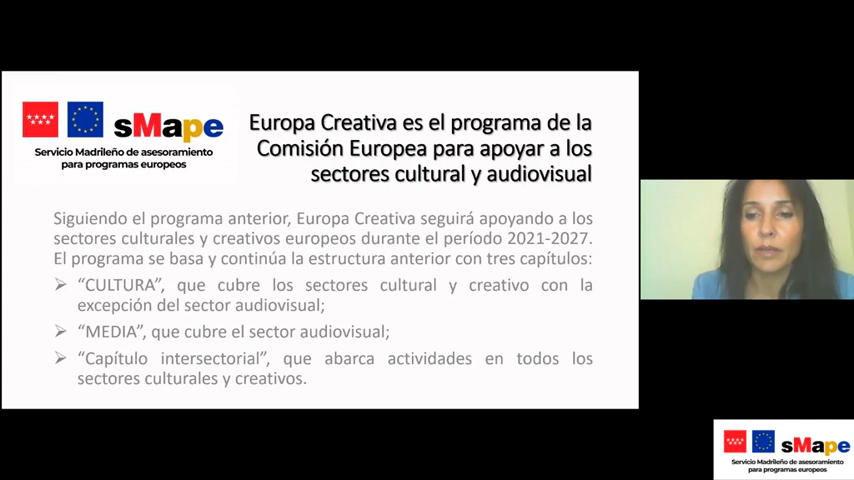 sMape
Servicio Madrileño de asesoramiento
para programas europeos
Europa Creativa es el programa de la
Comisión Europea para apoyar a los
sectores cultural y audiovisual
Siguiendo el programa anterior, Europa Creativa seguirá apoyando a los
sectores culturales y creativos europeos durante el período 2021-2027.
El programa se basa y continúa la estructura anterior con tres capítulos:
➢ “CULTURA”, que cubre los sectores cultural y creativo con la
excepción del sector audiovisual;
➢ “MEDIA”, que cubre el sector audiovisual;
➢ “Capítulo intersectorial”, que abarca actividades en todos los
sectores culturales y creativos.
sMape
Servicio Madrileño de asesoramiento
para programas europeos